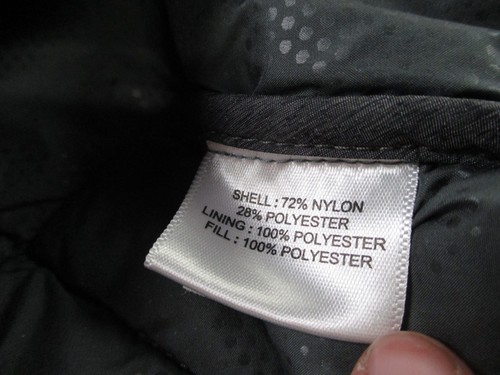 SHELL : 72% NYLON
28% POLYESTER
LINING : 100% POLYESTER
FILL : 100% POLYESTER